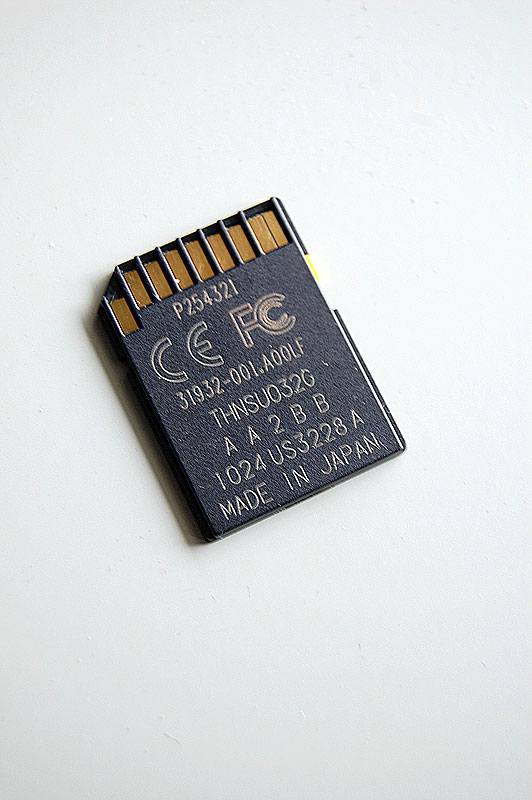 P254321
CE FC
31932-001.A00LF
THNSU032G
A A 2 B B
1024 US3228 A
MADE IN JAPAN